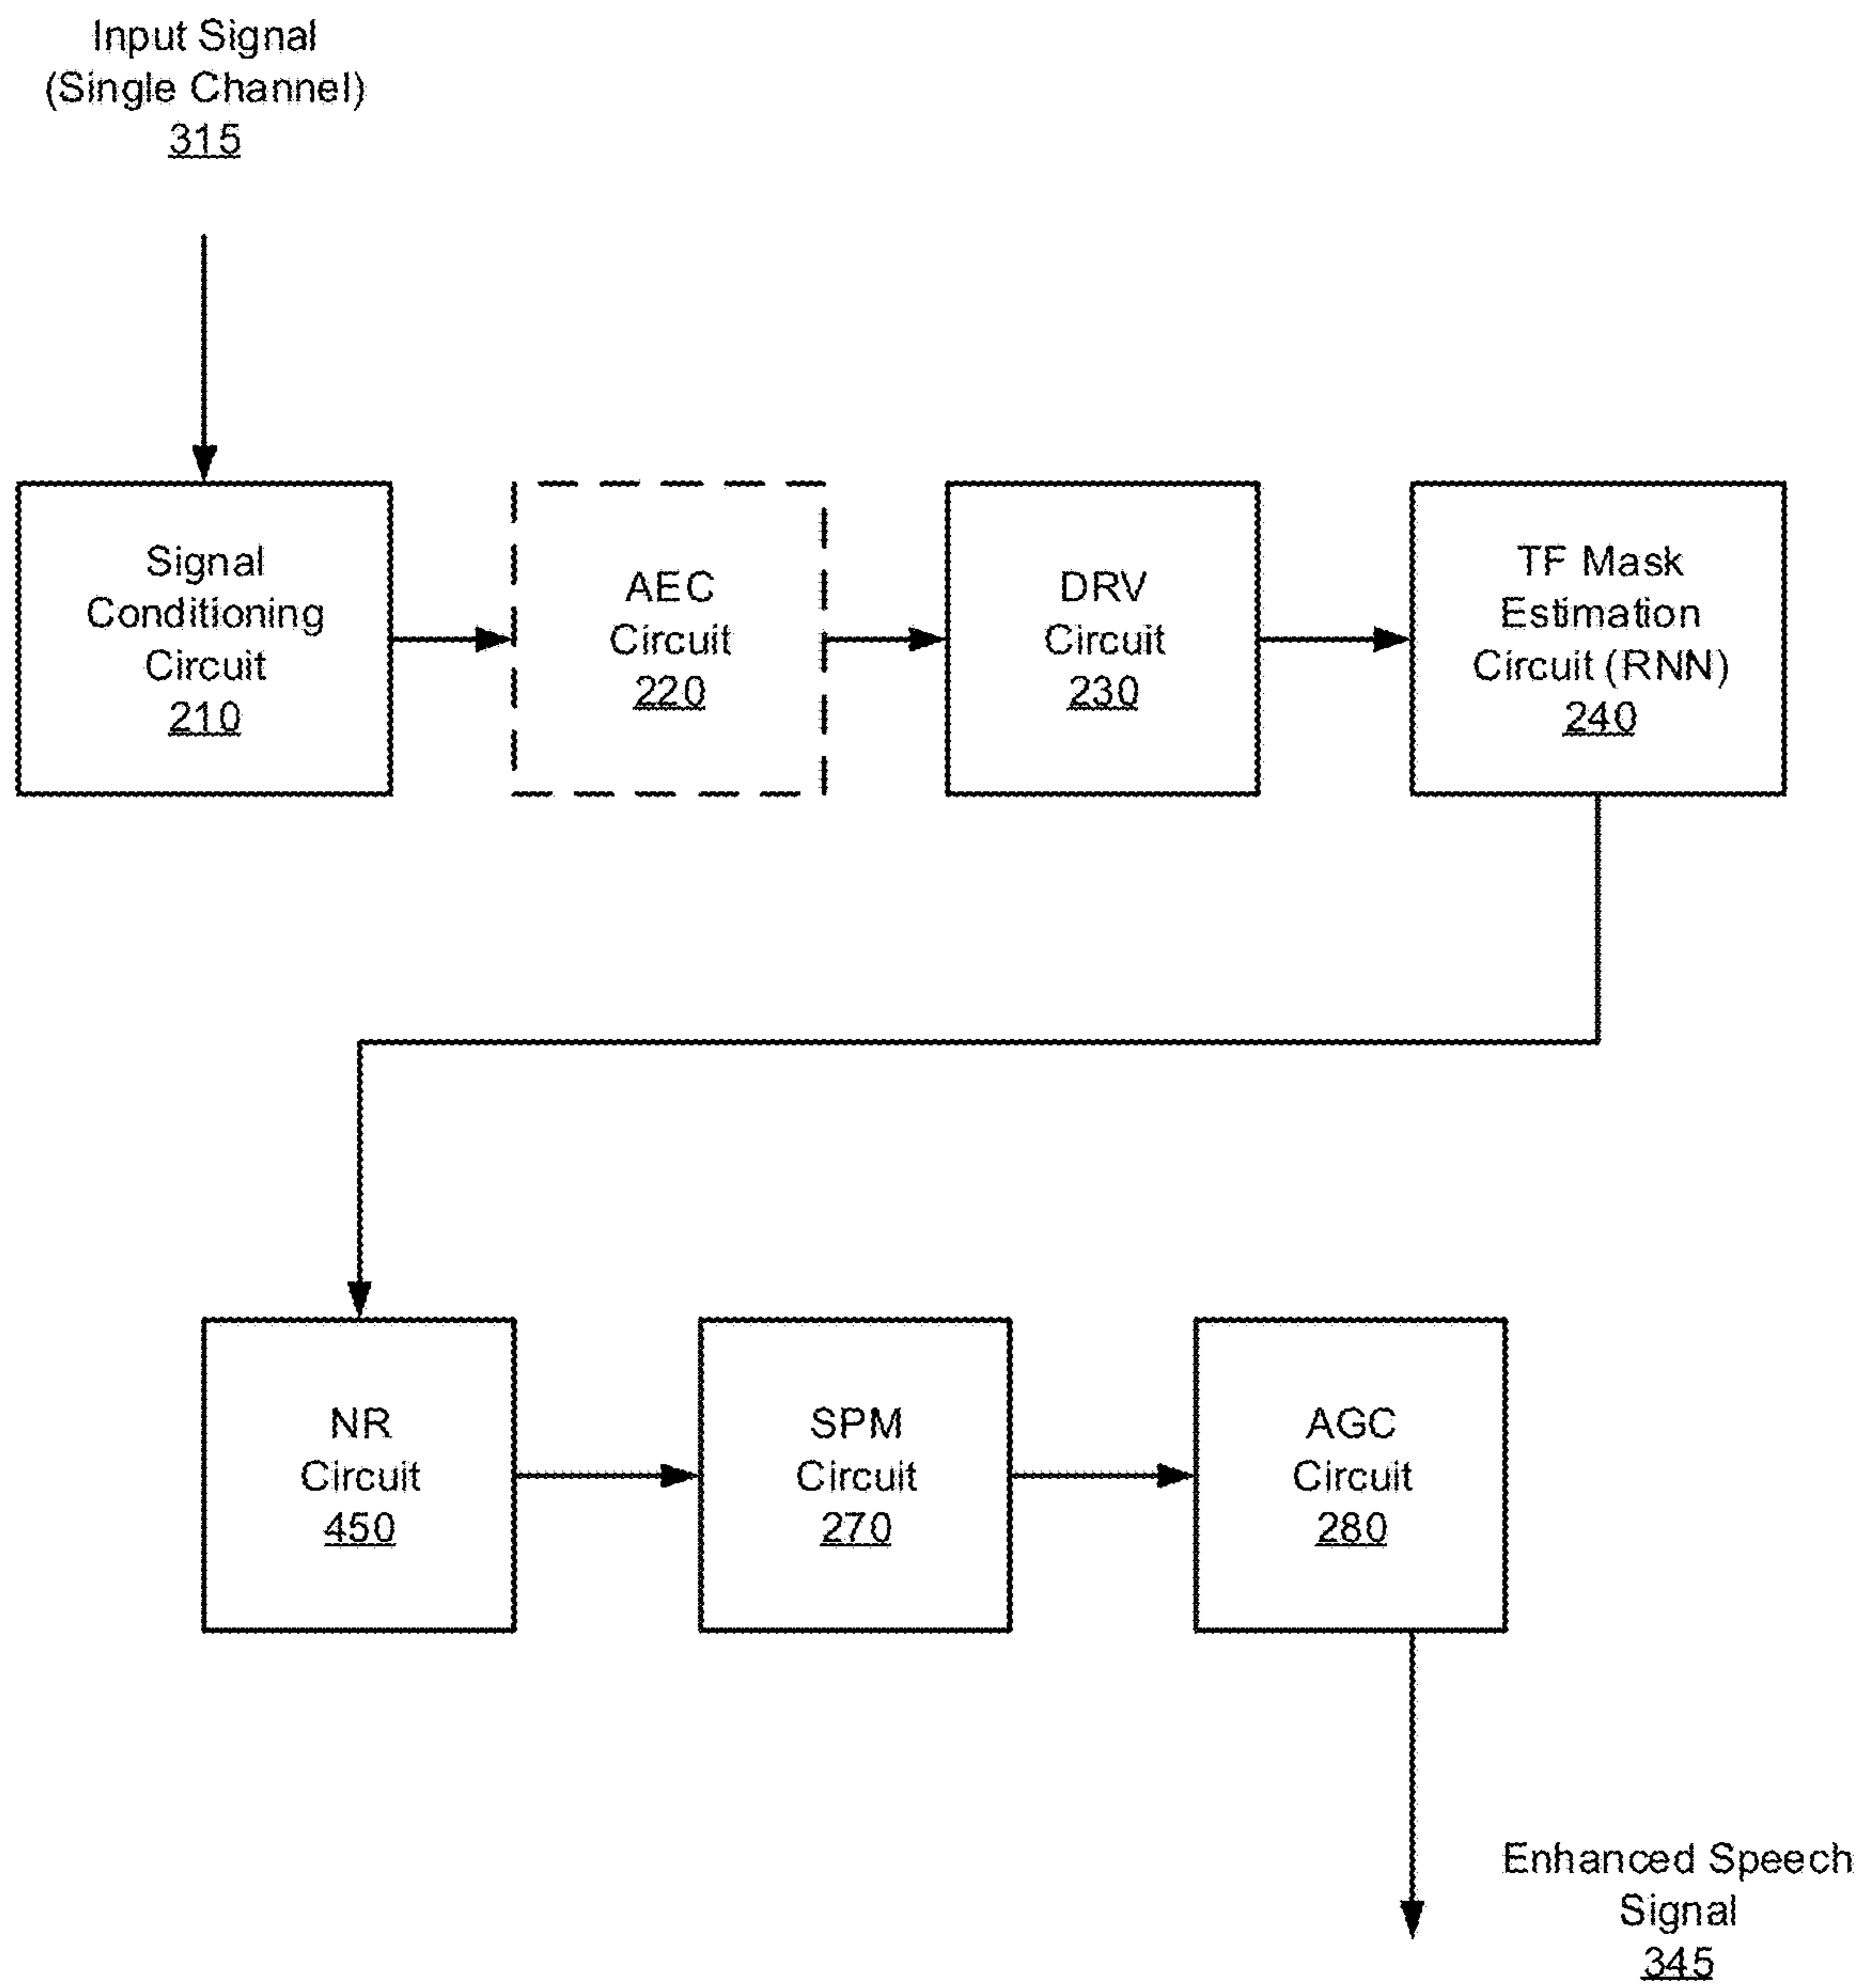 Input Signal
(Single Channel)
315
Signal
Conditioning
Circuit
210
AEC
Circuit
220
DRV
Circuit
230
TF Mask
Estimation
Circuit (RNN)
240
NR
Circuit
450
SPM
Circuit
270
AGC
Circuit
280
Enhanced Speech
Signal
345